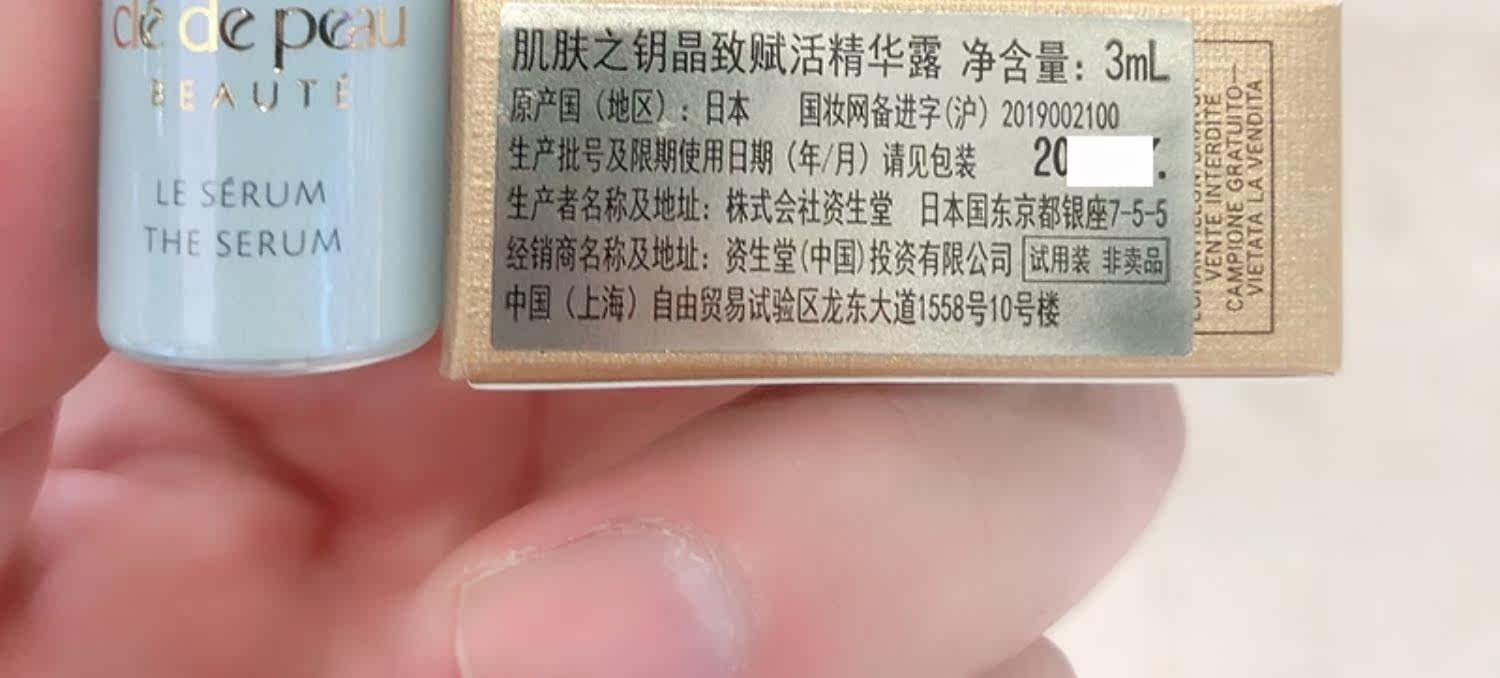 clé de peau
BEAUTÉ
LE SÉRUM
THE SERUM
肌肤之钥晶致赋活精华露 净含量：3mL
原产国（地区）：日本 国妆网备进字(沪）2019002100
生产批号及限期使用日期（年/月）请见包装 20
生产者名称及地址：株式会社资生堂 日本国东京都银座7-5-5
经销商名称及地址：资生堂(中国)投资有限公司 试用装 非卖品
中国（上海）自由贸易试验区龙东大道1558号10号楼
VENTE INTERDITE
CAMPIONE GRATUITO—
VIETATA LA VENDITA